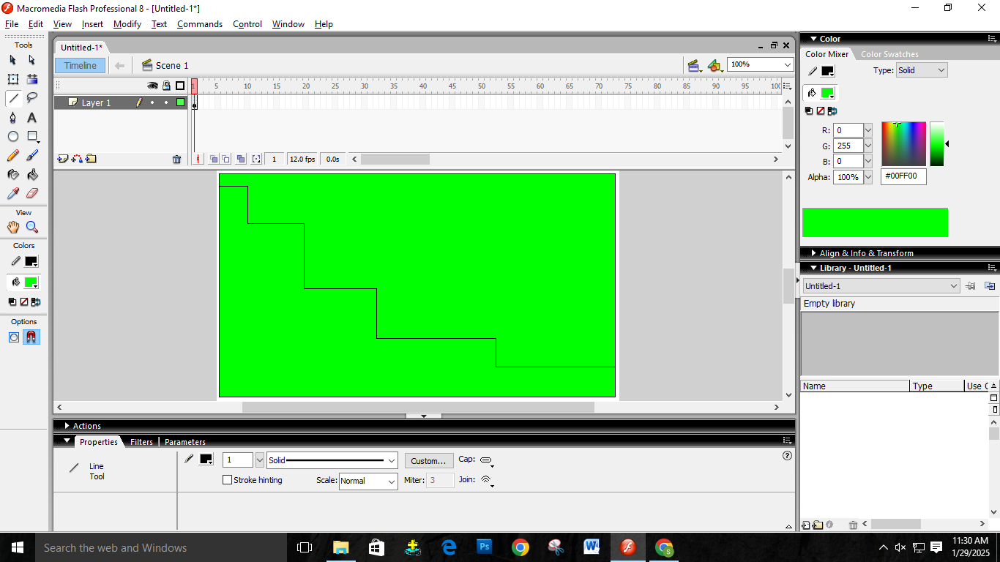 Macromedia Flash Professional 8 - [Untitled-1*]
File Edit View Insert Modify Text Commands Control Window Help
Tools
View
Colors
Options
Untitled-1*
Timeline
Scene 1
100%
1 5 10 15 20 25 30 35 40 45 50 55 60 65 70 75 80 85 90 95 100
Layer 1
1 12.0 fps 0.0s
Actions
Properties Filters Parameters
Line
Tool
1 Solid Custom... Cap:
Stroke hinting Scale: Normal Miter: 3 Join:
Color
Color Mixer Color Swatches
Type: Solid
R: 0
G: 255
B: 0
Alpha: 100% #00FF00
Align & Info & Transform
Library - Untitled-1
Untitled-1
Empty library
Name Type Use C
Search the web and Windows
Ps
W
S
11:30 AM
1/29/2025